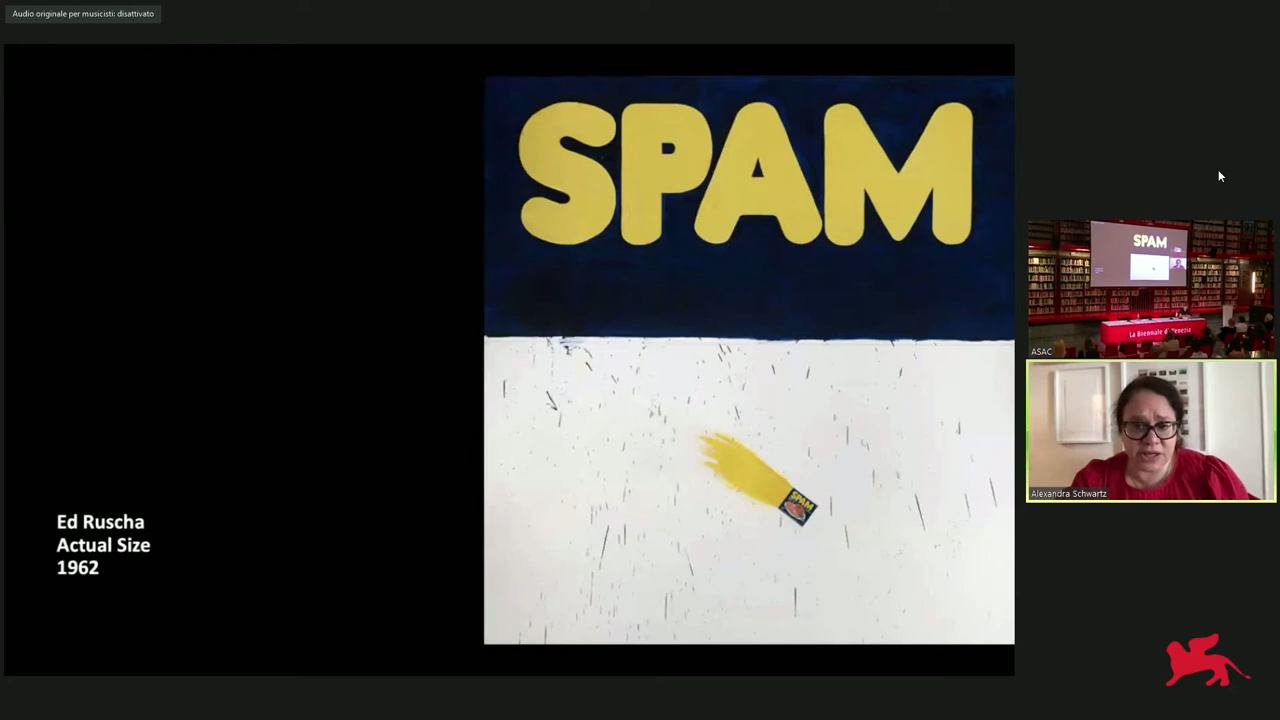 Audio originale per musicisti: disattivato
SPAM
SPAM
Ed Ruscha
Actual Size
1962
SPAM
La Biennale di Venezia
ASAC
Alexandra Schwartz